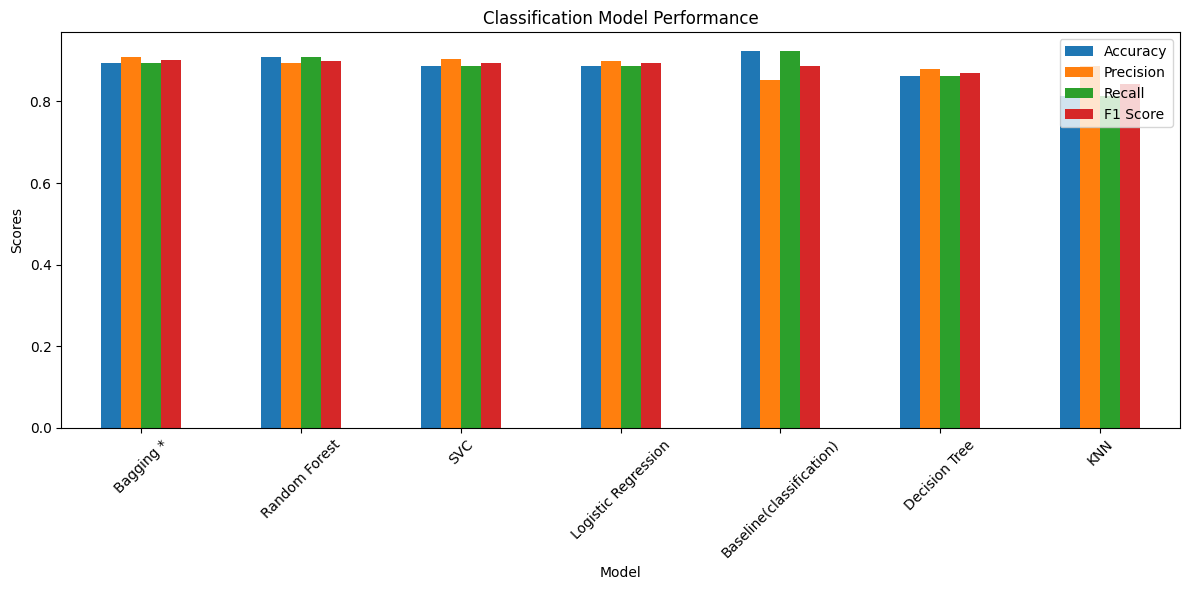 Classification Model Performance
Accuracy
Precision
Recall
F1 Score
Scores
0.8
0.6
0.4
0.2
0.0
Bagging *
Random Forest
SVC
Logistic Regression
Baseline(classification)
Decision Tree
KNN
Model